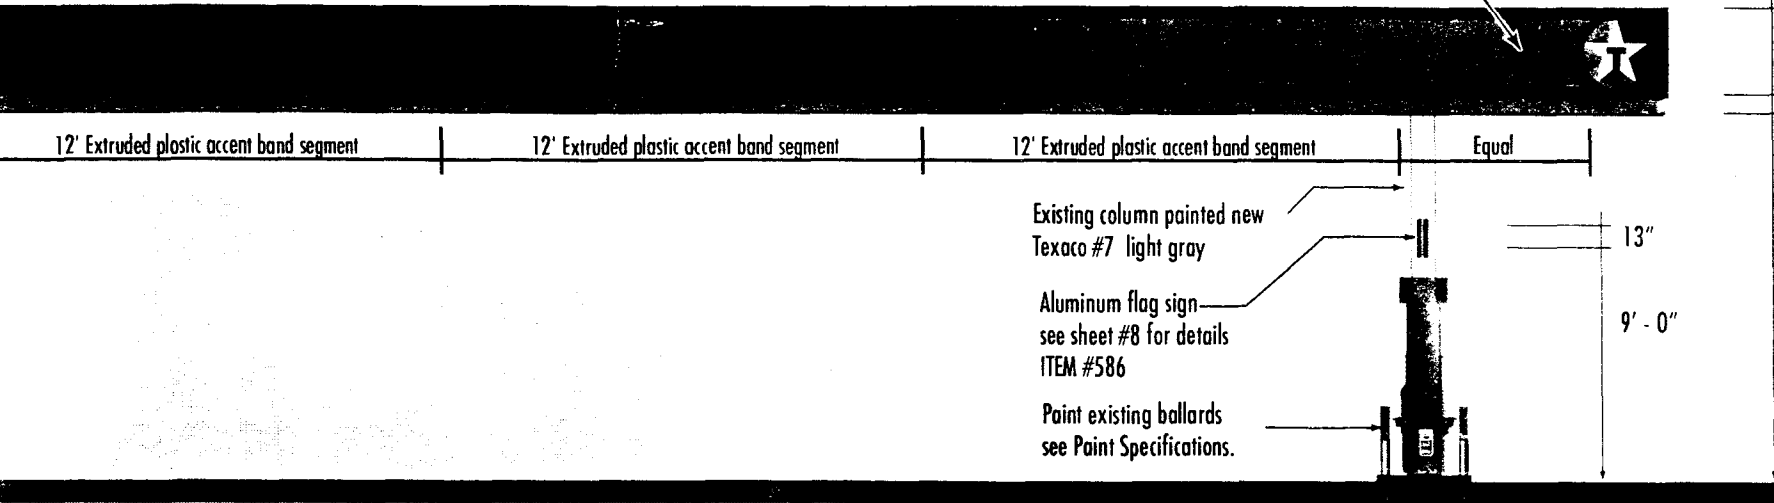 T
12' Extruded plastic accent band segment
12' Extruded plastic accent band segment
12' Extruded plastic accent band segment
Equal
Existing column painted new
Texaco #7 light gray
13"
Aluminum flag sign
see sheet #8 for details
ITEM #586
9' - 0"
Paint existing ballards
see Paint Specifications.